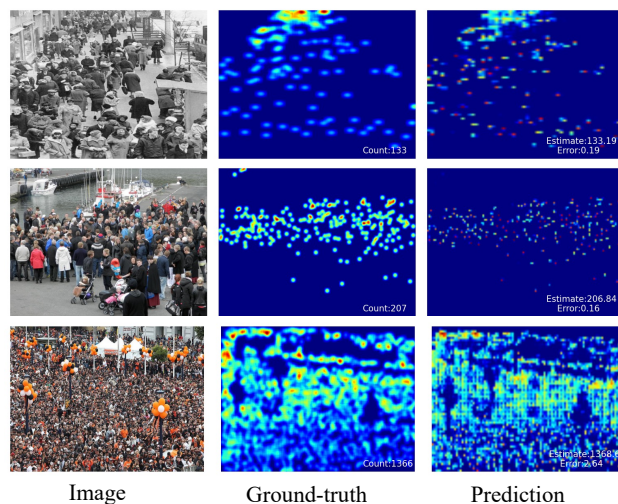 Count:133
Estimate:133.19
Error:0.19
Count:207
Estimate:206.84
Error:0.16
Count:1366
Estimate:1368.6
Error:2.64
Image
Ground-truth
Prediction